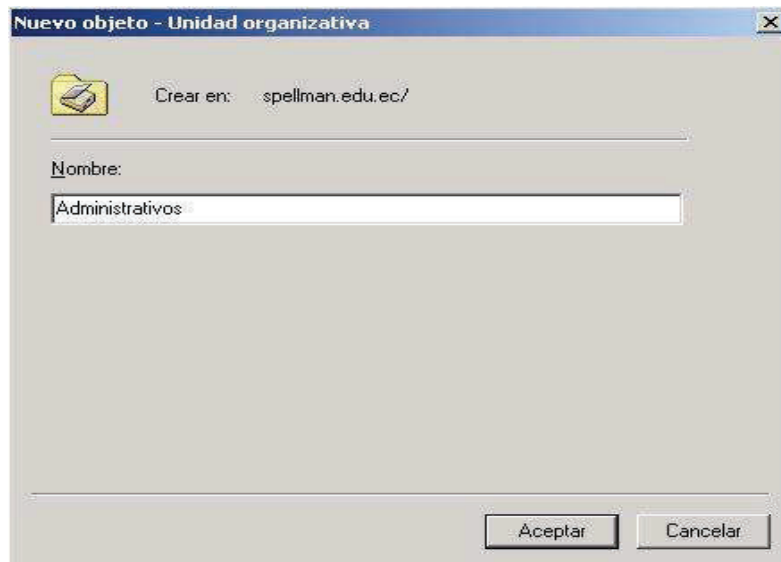 Nuevo objeto - Unidad organizativa
Crear en: spellman.edu.ec/
Nombre:
Administrativos
Aceptar Cancelar